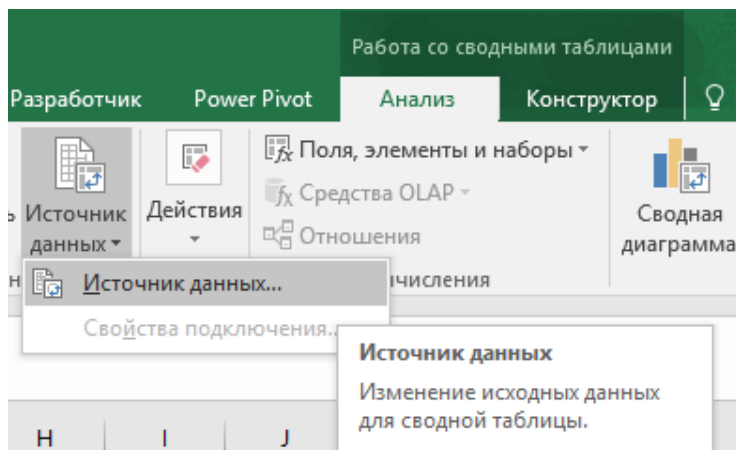 Работа со сводными таблицами
Разработчик Power Pivot Анализ Конструктор
Источник данных
Действия
Поля, элементы и наборы
Средства OLAP
Отношения
Сводная диаграмма
Источник данных...
Свойства подключения..
Источник данных
Изменение исходных данных
для сводной таблицы.
H I J